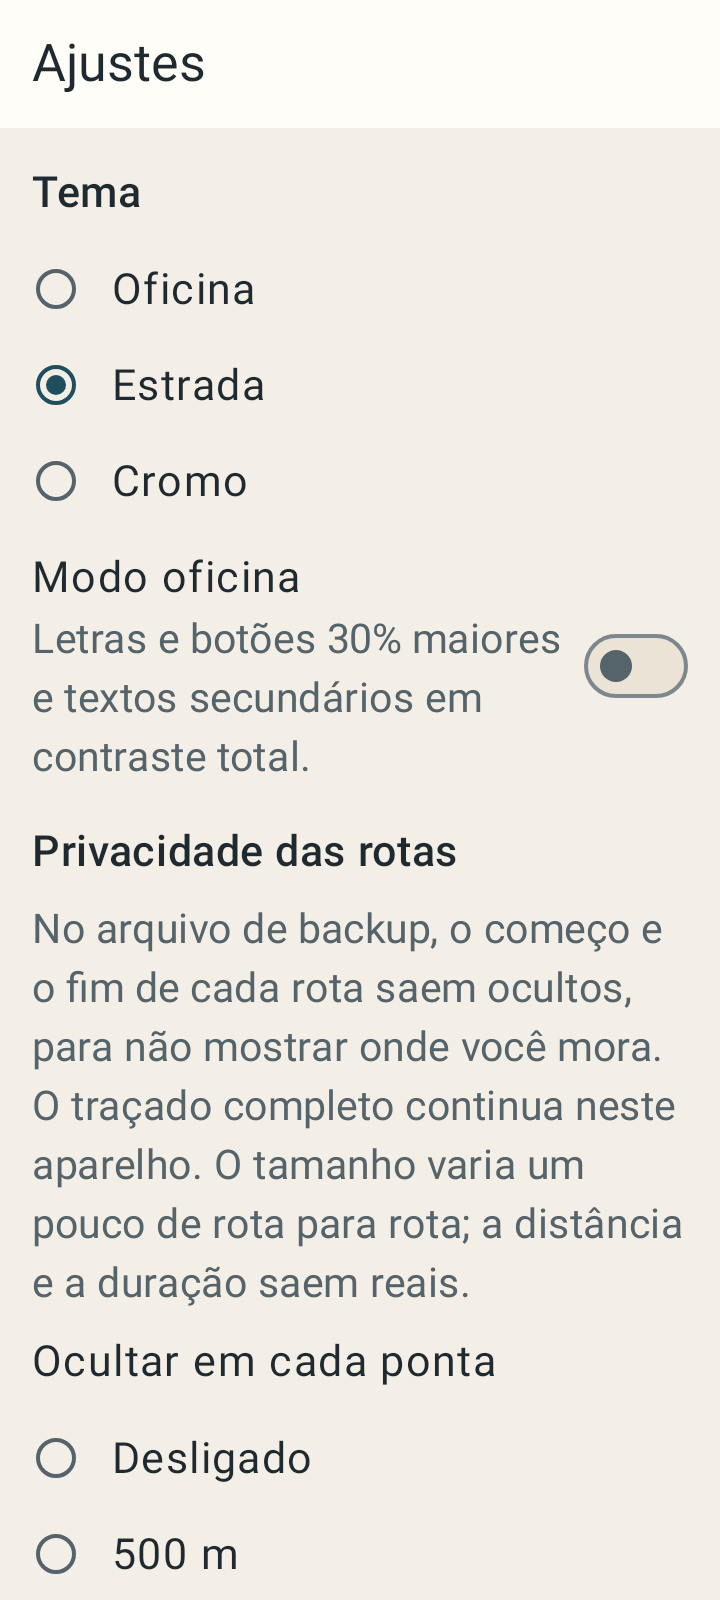 Ajustes
Tema
Oficina
Estrada
Cromo
Modo oficina
Letras e botões 30% maiores
e textos secundários em
contraste total.
Privacidade das rotas
No arquivo de backup, o começo e
o fim de cada rota saem ocultos,
para não mostrar onde você mora.
O traçado completo continua neste
aparelho. O tamanho varia um
pouco de rota para rota; a distância
e a duração saem reais.
Ocultar em cada ponta
Desligado
500 m